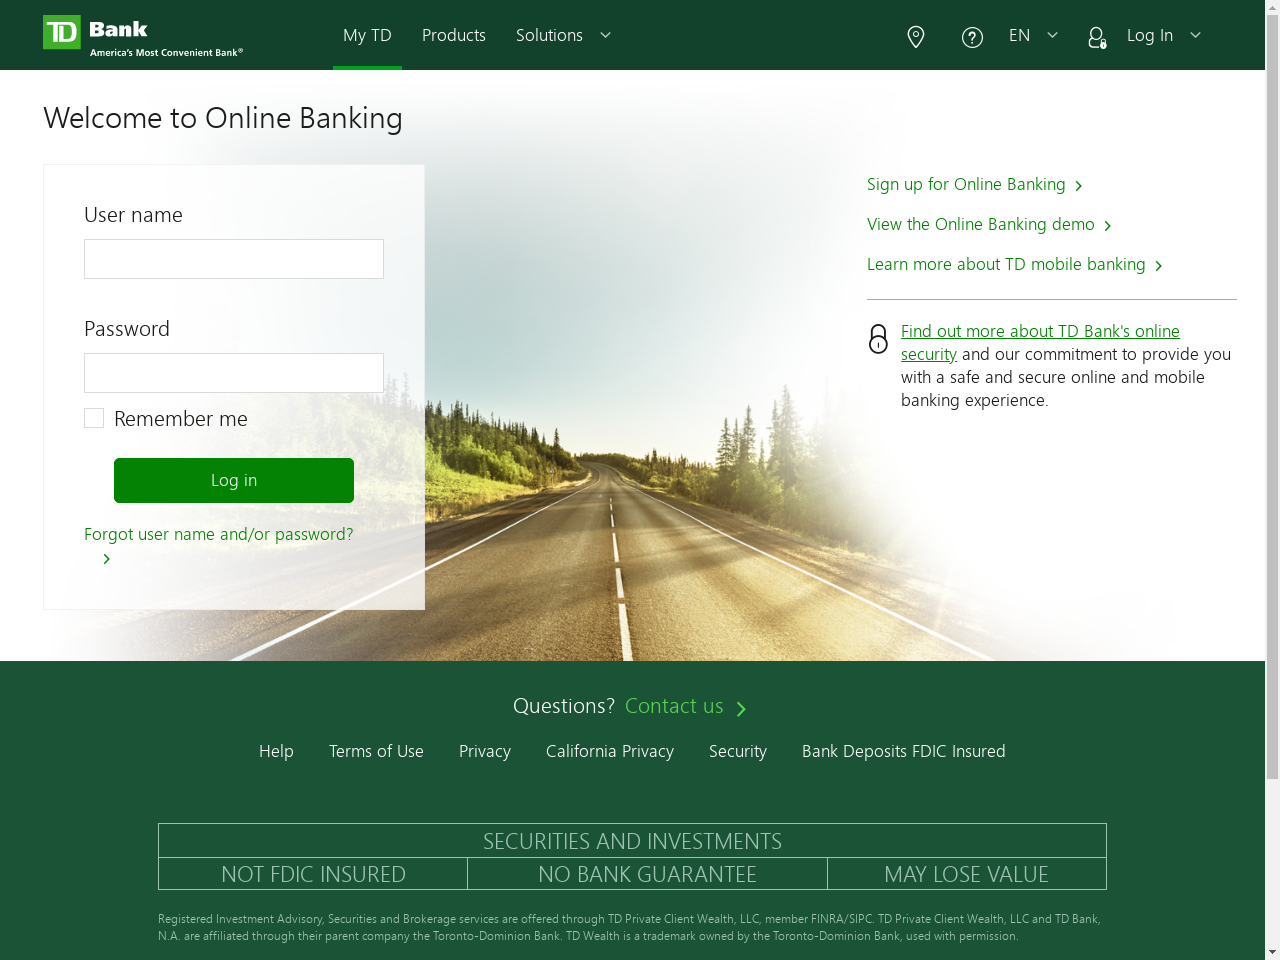 TD Bank
America's Most Convenient Bank®
My TD
Products
Solutions
EN
Log In
Welcome to Online Banking
User name
Password
Remember me
Log in
Forgot user name and/or password?
Sign up for Online Banking
View the Online Banking demo
Learn more about TD mobile banking
Find out more about TD Bank's online
security and our commitment to provide you
with a safe and secure online and mobile
banking experience.
Questions? Contact us
Help
Terms of Use
Privacy
California Privacy
Security
Bank Deposits FDIC Insured
SECURITIES AND INVESTMENTS
NOT FDIC INSURED
NO BANK GUARANTEE
MAY LOSE VALUE
Registered Investment Advisory, Securities and Brokerage services are offered through TD Private Client Wealth, LLC, member FINRA/SIPC. TD Private Client Wealth, LLC and TD Bank,
N.A. are affiliated through their parent company the Toronto-Dominion Bank. TD Wealth is a trademark owned by the Toronto-Dominion Bank, used with permission.